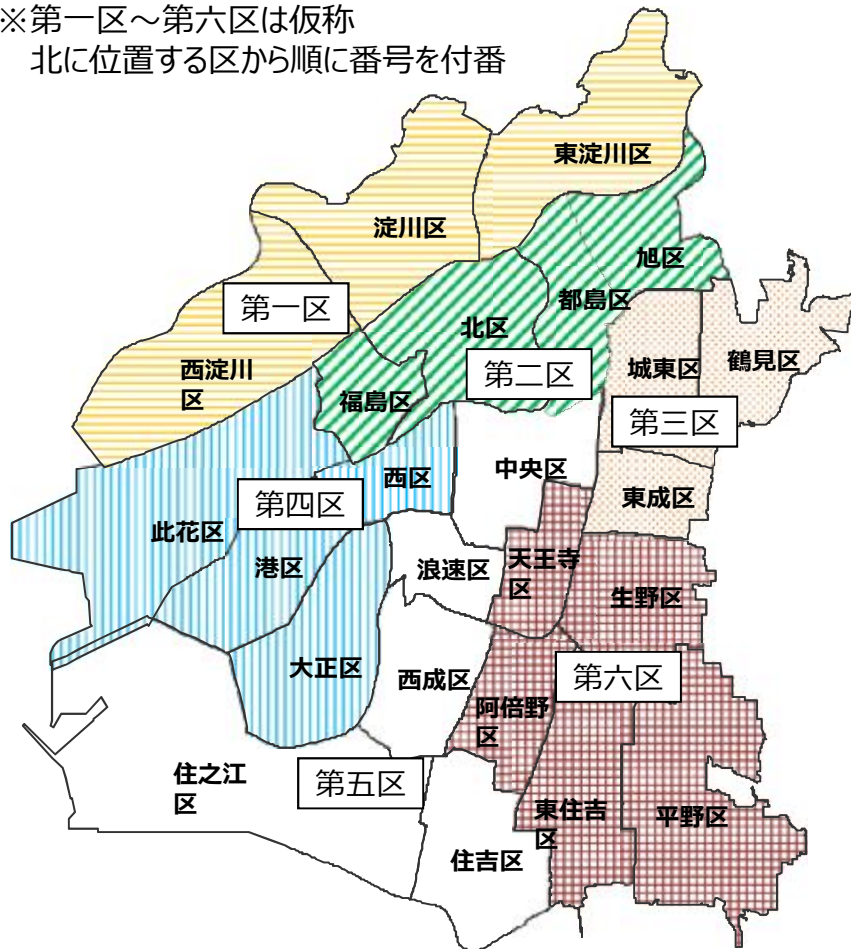 ※第一区～第六区は仮称
北に位置する区から順に番号を付番
東淀川区
淀川区
旭区
第一区
都島区
北区
西淀川
区
第二区
城東区
鶴見区
福島区
第三区
中央区
西区
東成区
第四区
此花区
港区
浪速区
天王寺
区
生野区
大正区
西成区
第六区
阿倍野
区
住之江
区
第五区
東住吉
区
平野区
住吉区